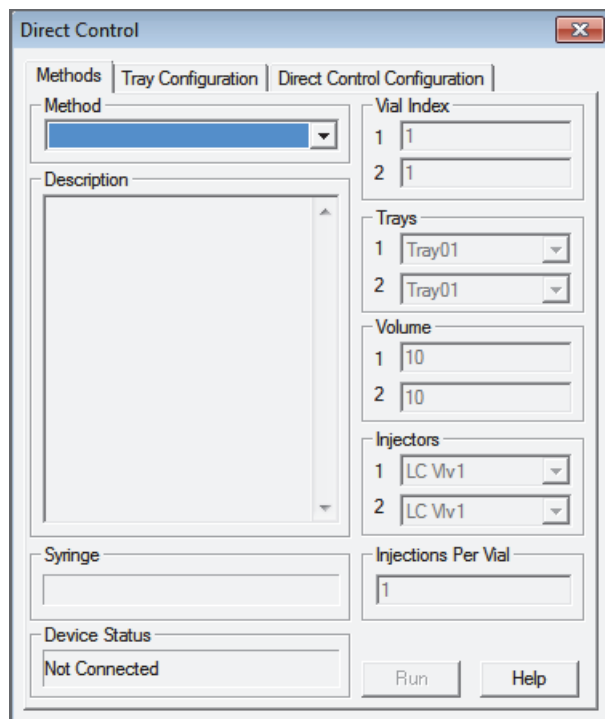 Direct Control
Methods Tray Configuration Direct Control Configuration
Method
Description
Syringe
Device Status
Not Connected
Vial Index
1 1
2 1
Trays
1 Tray01
2 Tray01
Volume
1 10
2 10
Injectors
1 LC Vlv1
2 LC Vlv1
Injections Per Vial
1
Run Help